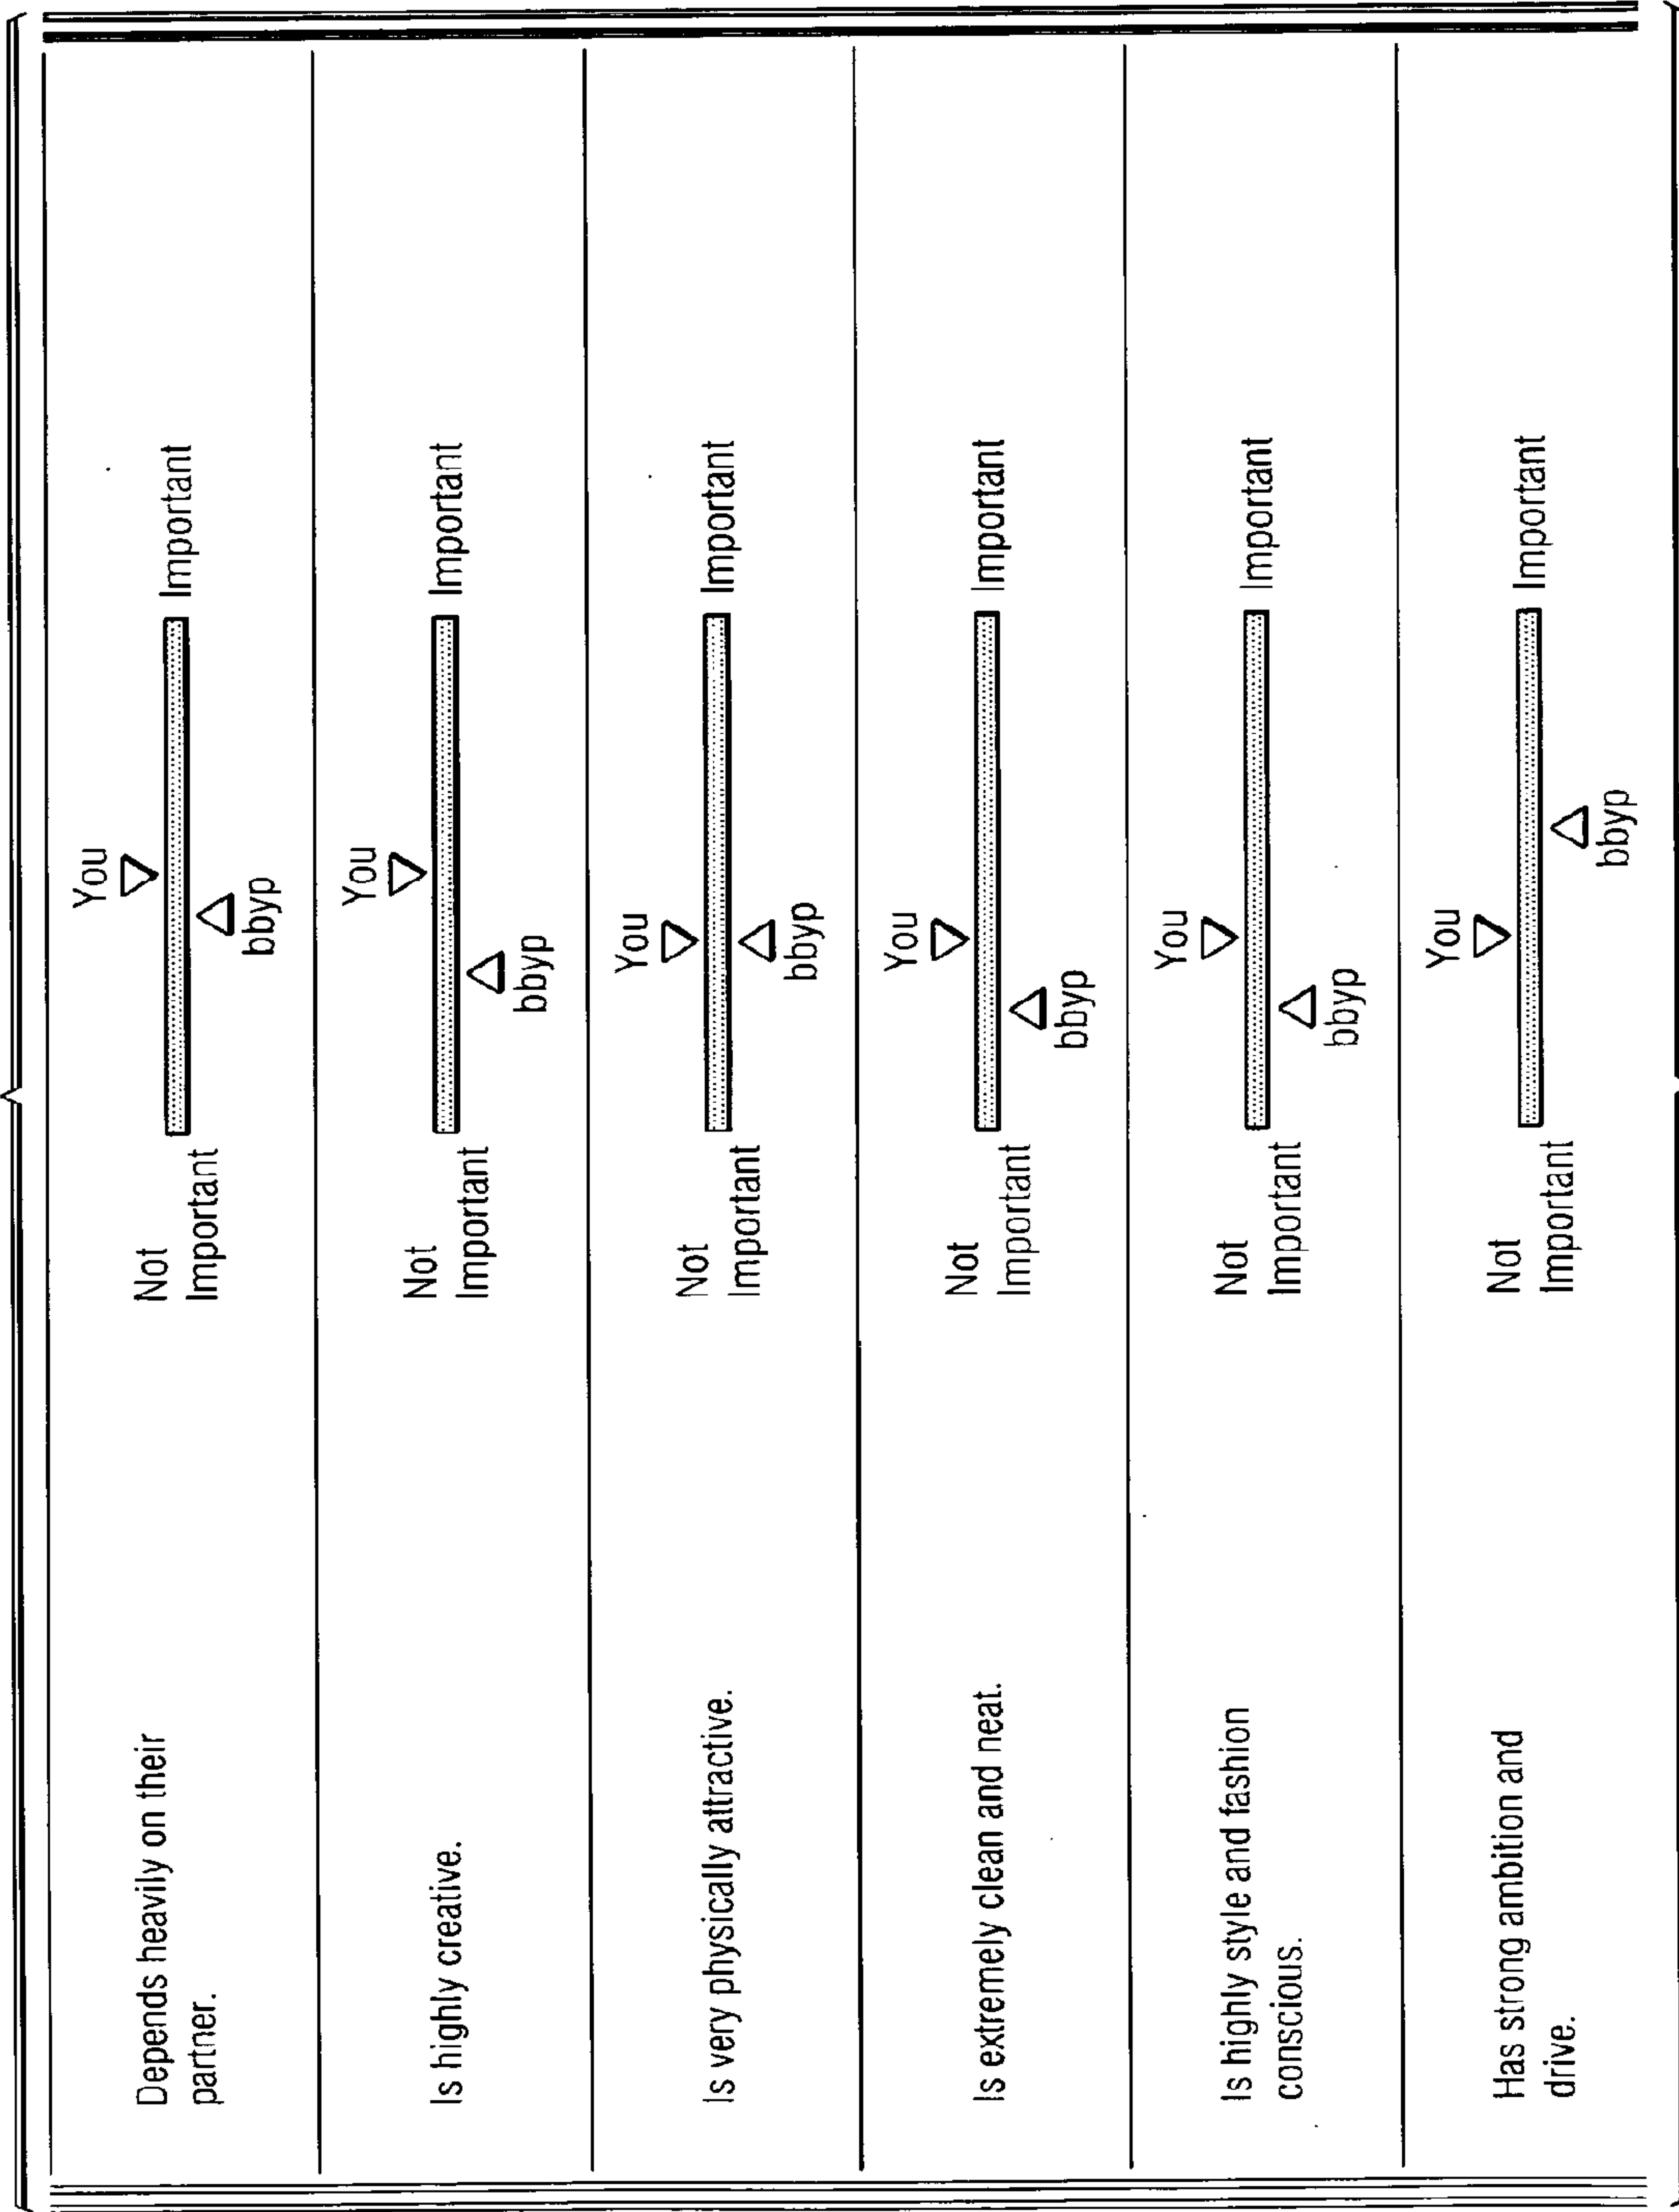 Depends heavily on their
partner.
Not
Important
You
bbyp
Important
Is highly creative.
Not
Important
You
bbyp
Important
Is very physically attractive.
Not
Important
You
bbyp
Important
Is extremely clean and neat.
Not
Important
You
bbyp
Important
Is highly style and fashion
conscious.
Not
Important
You
bbyp
Important
Has strong ambition and
drive.
Not
Important
You
bbyp
Important